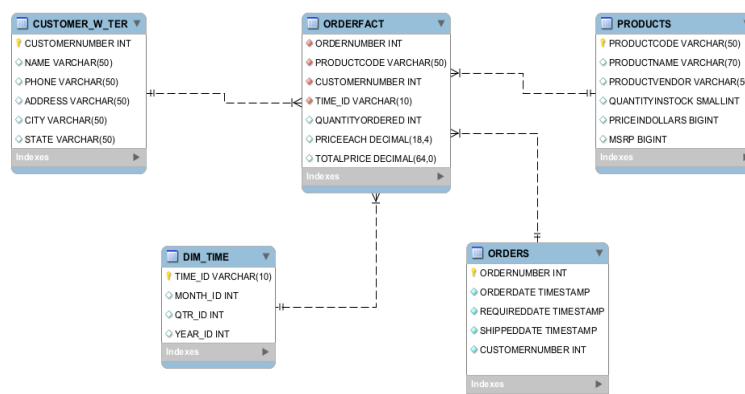 CUSTOMER_W_TER
CUSTOMERNUMBER INT
NAME VARCHAR(50)
PHONE VARCHAR(50)
ADDRESS VARCHAR(50)
CITY VARCHAR(50)
STATE VARCHAR(50)
Indexes
ORDERFACT
ORDERNUMBER INT
PRODUCTCODE VARCHAR(50)
CUSTOMERNUMBER INT
TIME_ID VARCHAR(10)
QUANTITYORDERED INT
PRICEEACH DECIMAL(18,4)
TOTALPRICE DECIMAL(64,0)
Indexes
PRODUCTS
PRODUCTCODE VARCHAR(50)
PRODUCTNAME VARCHAR(70)
PRODUCTVENDOR VARCHAR(5
QUANTITYINSTOCK SMALLINT
PRICEINDOLLARS BIGINT
MSRP BIGINT
Indexes
DIM_TIME
TIME_ID VARCHAR(10)
MONTH_ID INT
QTR_ID INT
YEAR_ID INT
Indexes
ORDERS
ORDERNUMBER INT
ORDERDATE TIMESTAMP
REQUIREDDATE TIMESTAMP
SHIPPEDDATE TIMESTAMP
CUSTOMERNUMBER INT
Indexes